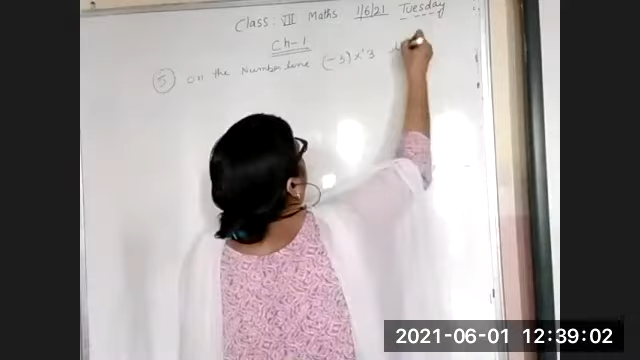 Class: VII Maths 1/6/21 Tuesday
Ch-1
5 On the Number line (-5) x 3
2021-06-01 12:39:02